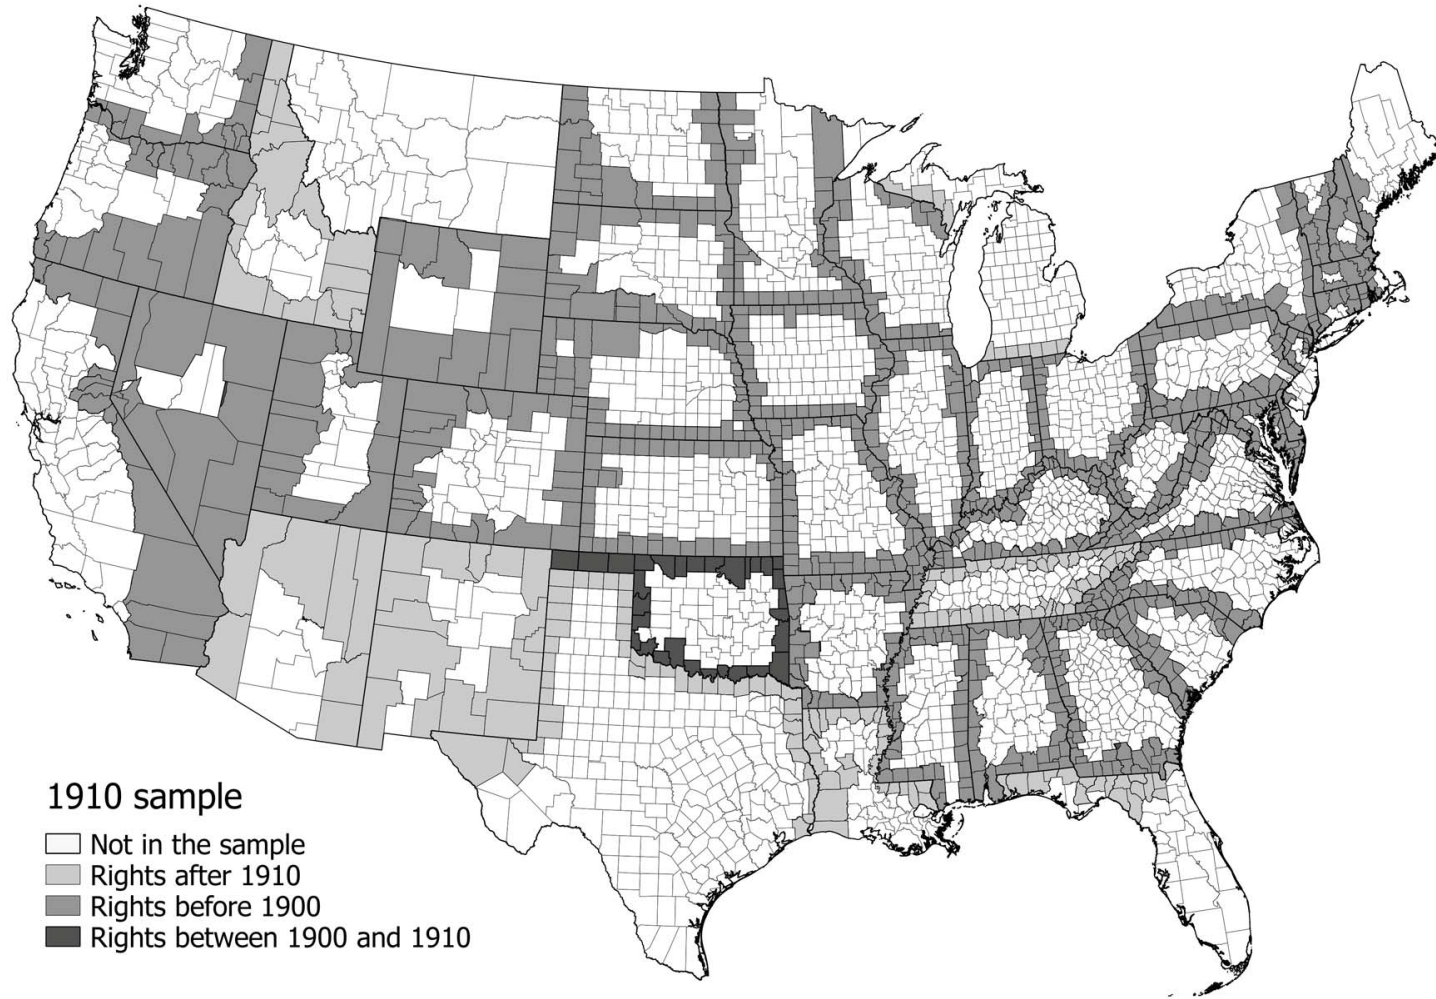 1910 sample
Not in the sample
Rights after 1910
Rights before 1900
Rights between 1900 and 1910